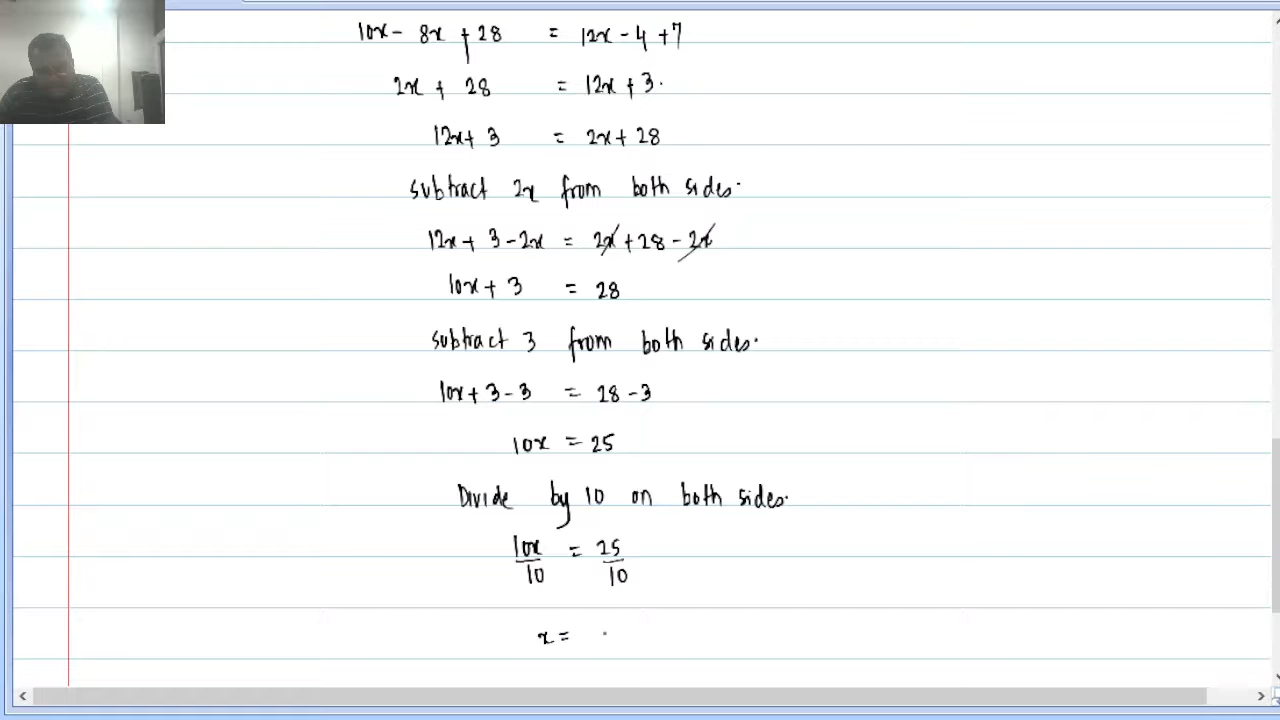 10x - 8x + 28 = 12x - 4 + 7
2x + 28 = 12x + 3.
12x + 3 = 2x + 28
subtract 2x from both sides.
12x + 3 - 2x = 2x + 28 - 2x
10x + 3 = 28
subtract 3 from both sides.
10x + 3 - 3 = 28 - 3
10x = 25
Divide by 10 on both sides.
10x/10 = 25/10
x =